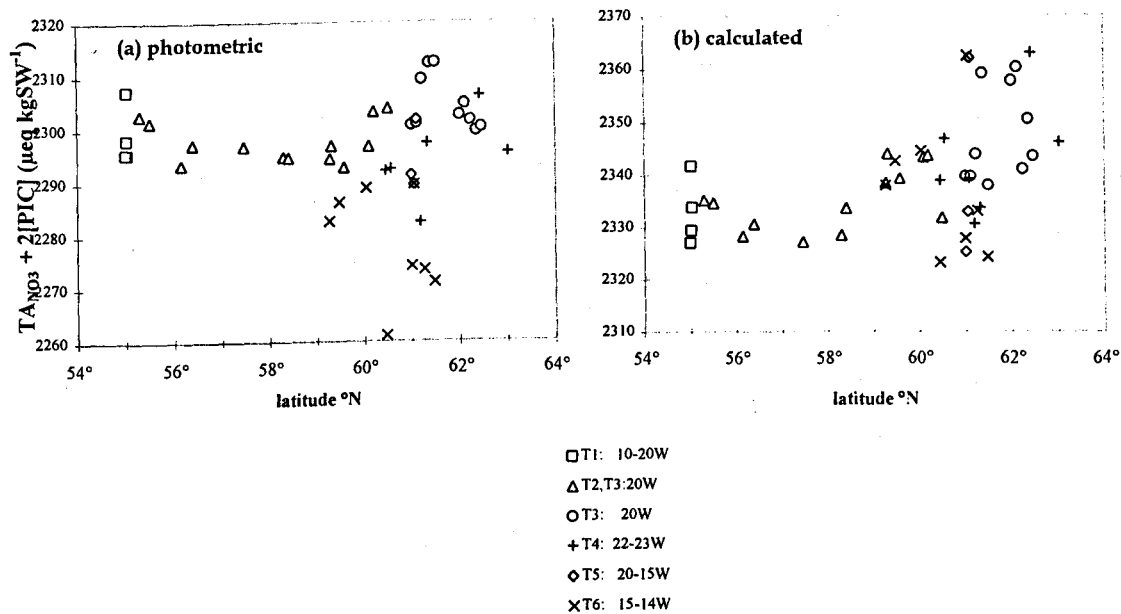 (a) photometric
TA_NO3 + 2[PIC] (µeq kgSW⁻¹)
2320
2310
2300
2290
2280
2270
2260
54° 56° 58° 60° 62° 64°
latitude °N
(b) calculated
2370
2360
2350
2340
2330
2320
2310
54° 56° 58° 60° 62° 64°
latitude °N
T1: 10-20W
T2,T3:20W
T3: 20W
T4: 22-23W
T5: 20-15W
T6: 15-14W